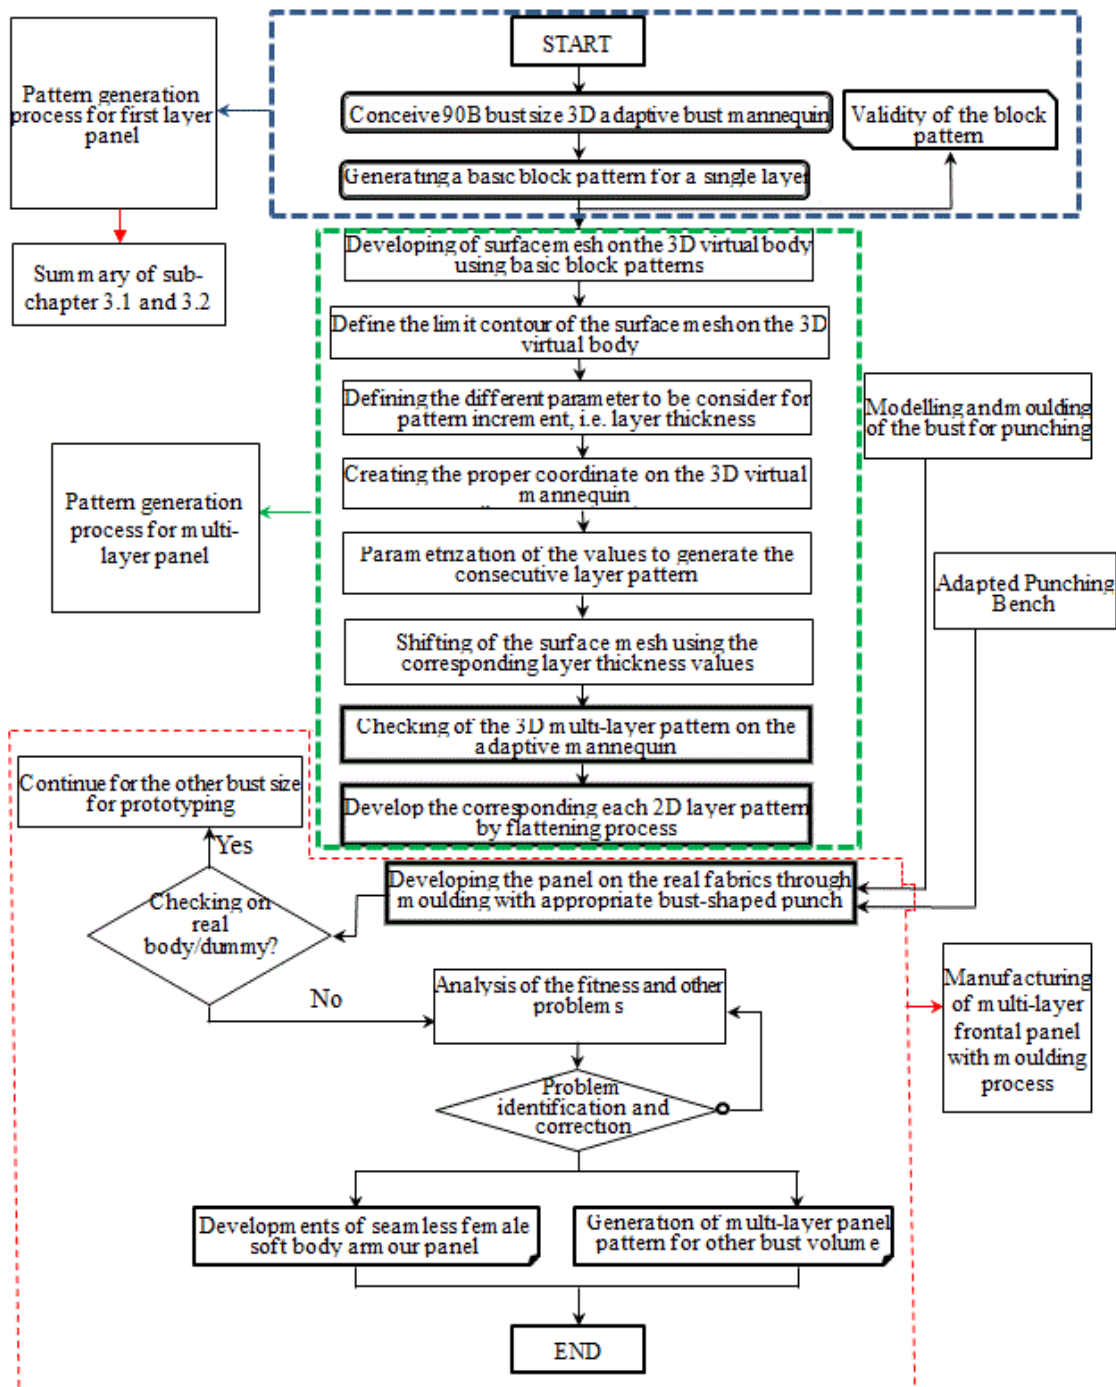 START
Pattern generation
process for first layer
panel
Conceive 90B bust size 3D adaptive bust mannequin
Validity of the block
pattern
Generating a basic block pattern for a single layer
Summary of sub-
chapter 3.1 and 3.2
Developing of surface mesh on the 3D virtual body
using basic block patterns
Define the limit contour of the surface mesh on the 3D
virtual body
Defining the different parameter to be consider for
pattern increment, i.e. layer thickness
Modelling and moulding
of the bust for punching
Creating the proper coordinate on the 3D virtual
mannequin
Pattern generation
process for multi-
layer panel
Parametrization of the values to generate the
consecutive layer pattern
Adapted Punching
Bench
Shifting of the surface mesh using the
corresponding layer thickness values
Checking of the 3D multi-layer pattern on the
adaptive mannequin
Continue for the other bust size
for prototyping
Develop the corresponding each 2D layer pattern
by flattening process
Yes
Developing the panel on the real fabrics through
moulding with appropriate bust-shaped punch
Checking on
real
body/dummy?
No
Analysis of the fitness and other
problems
Manufacturing
of multi-layer
frontal panel
with moulding
process
Problem
identification and
correction
Developments of seamless female
soft body armour panel
Generation of multi-layer panel
pattern for other bust volume
END